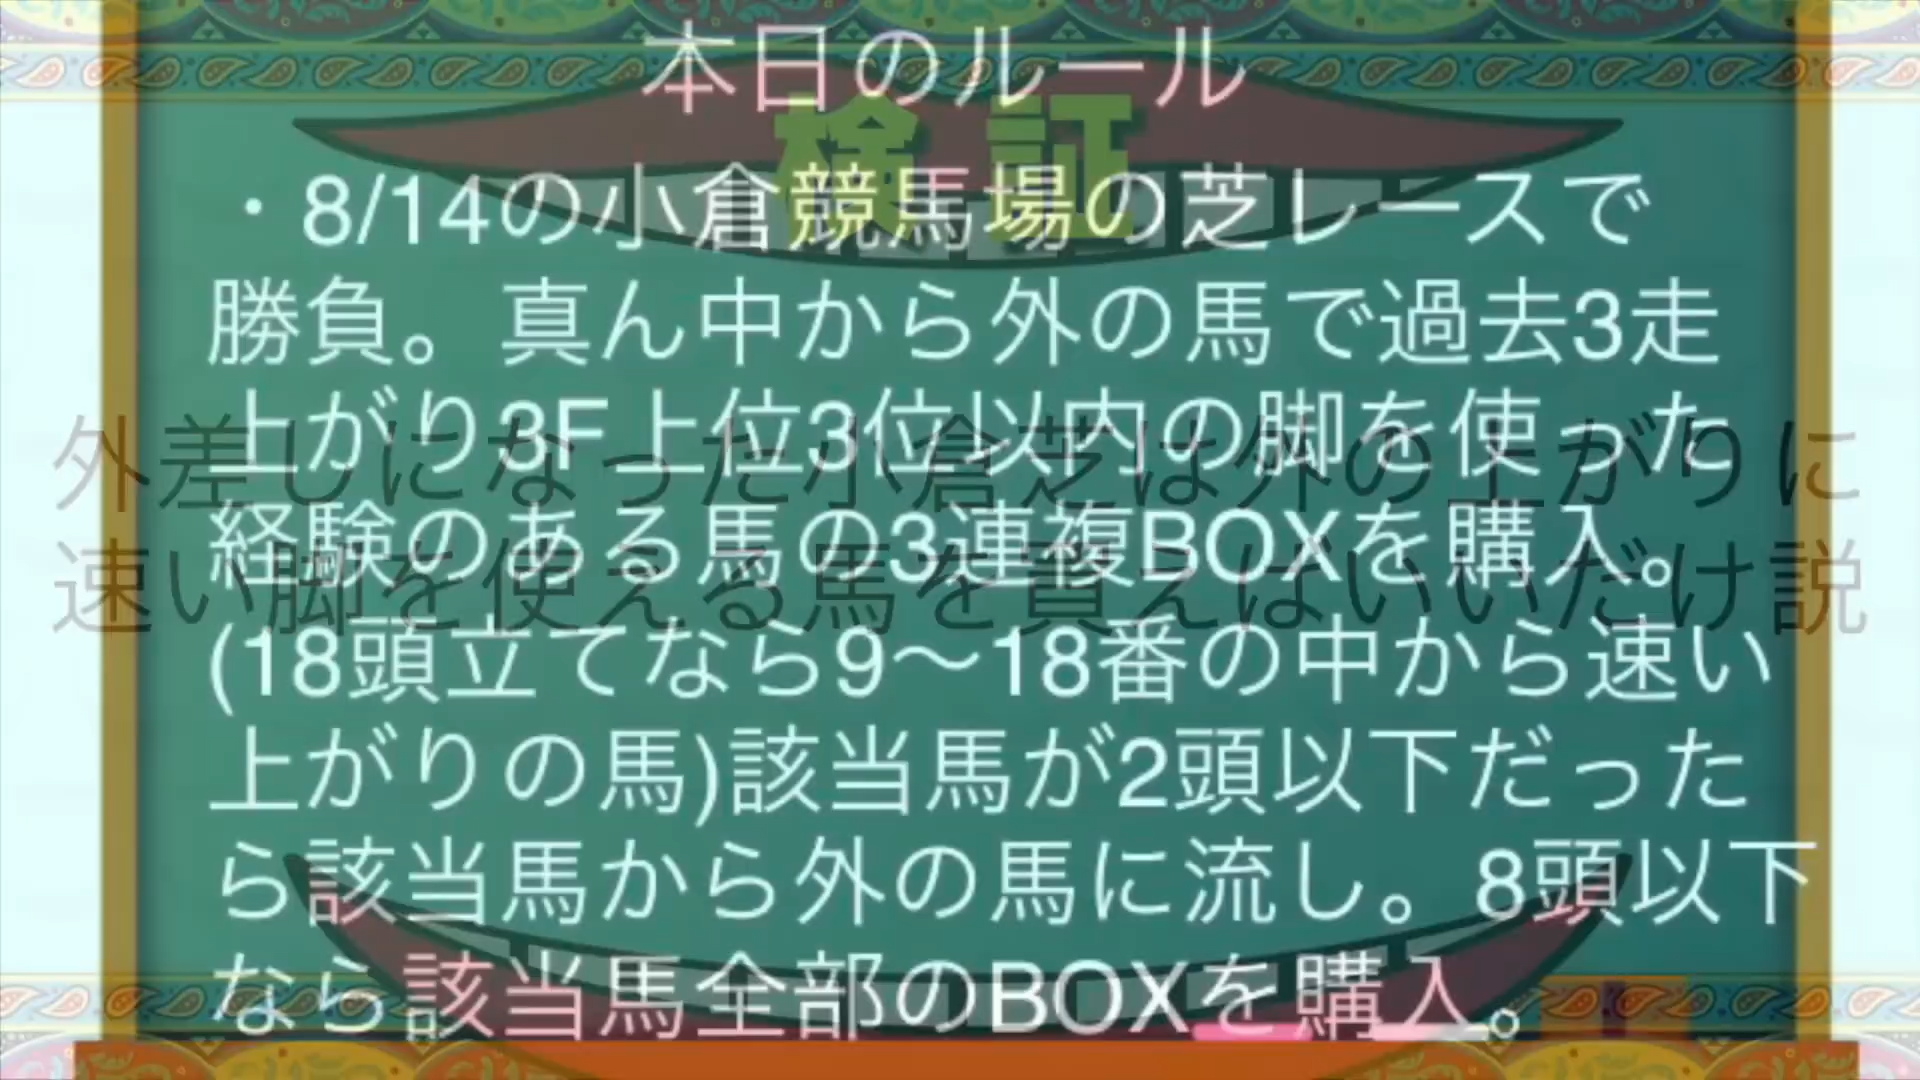 本日のルール
検証
・8/14の小倉競馬場の芝レースで
勝負。真ん中から外の馬で過去3走
上がり3F上位3位以内の脚を使った
経験のある馬の3連複BOXを購入。
(18頭立てなら9〜18番の中から速い
上がりの馬)該当馬が2頭以下だった
ら該当馬から外の馬に流し。8頭以下
なら該当馬全部のBOXを購入。
外差しになった小倉芝は外の上がりに
速い脚を使える馬を買えばいいだけ説